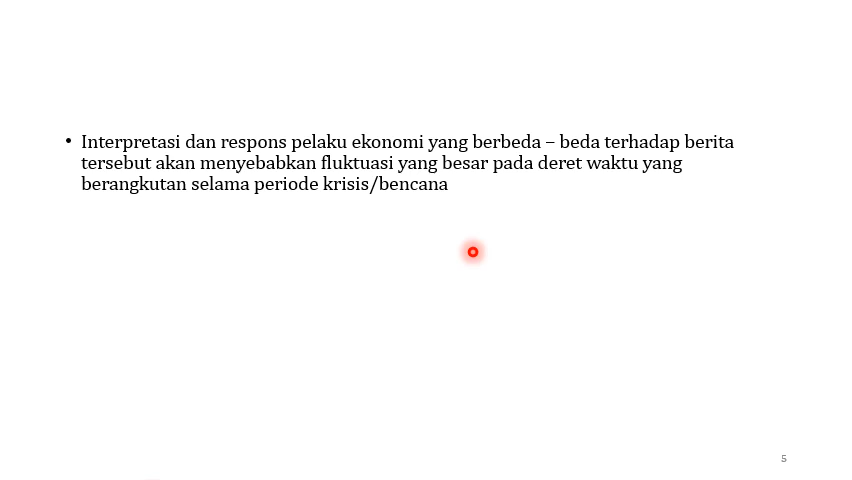 • Interpretasi dan respons pelaku ekonomi yang berbeda – beda terhadap berita
tersebut akan menyebabkan fluktuasi yang besar pada deret waktu yang
berangkutan selama periode krisis/bencana
5